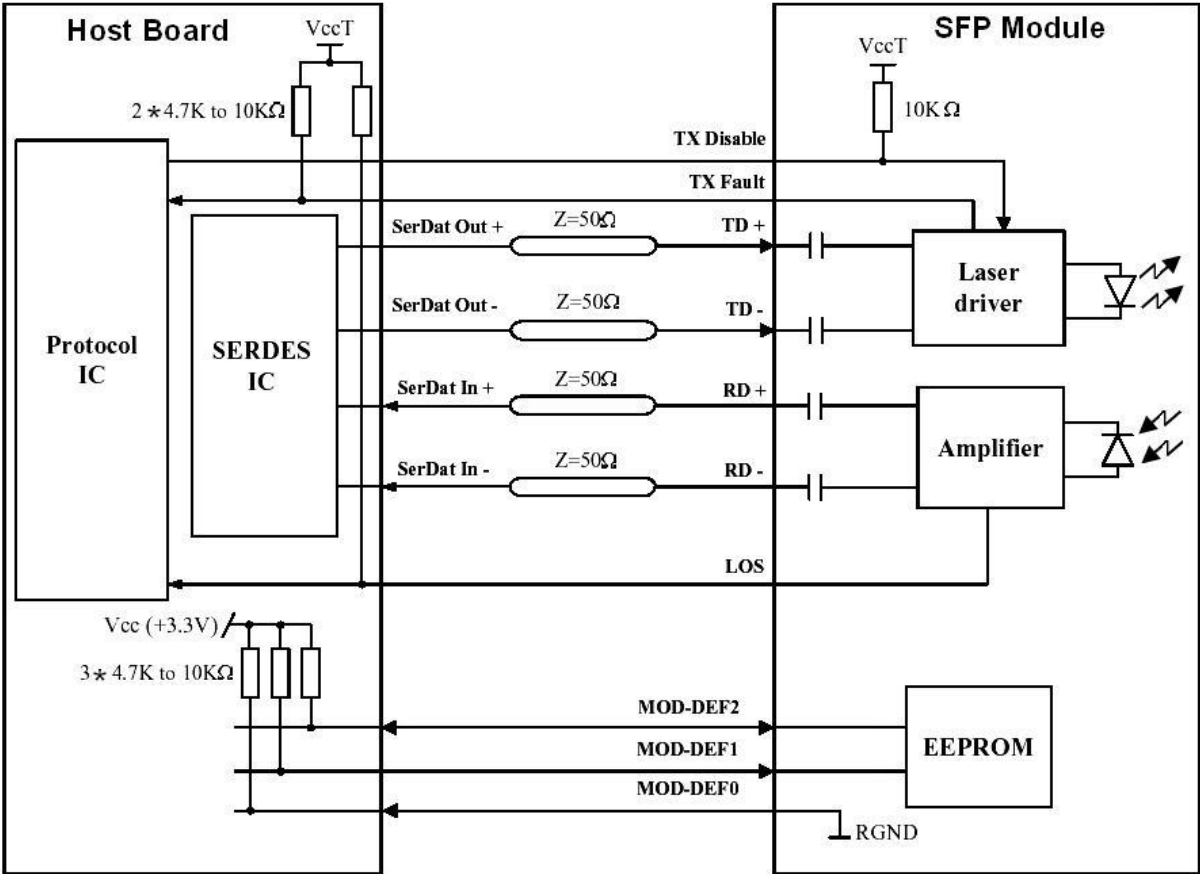 Host Board
SFP Module
VccT
VccT
2*4.7K to 10KΩ
10KΩ
TX Disable
TX Fault
SerDat Out +
Z=50Ω
TD +
SerDat Out -
Z=50Ω
TD -
Laser
driver
Protocol
IC
SERDES
IC
SerDat In +
Z=50Ω
RD +
SerDat In -
Z=50Ω
RD -
Amplifier
LOS
Vcc (+3.3V)
3*4.7K to 10KΩ
MOD-DEF2
MOD-DEF1
MOD-DEF0
EEPROM
RGND